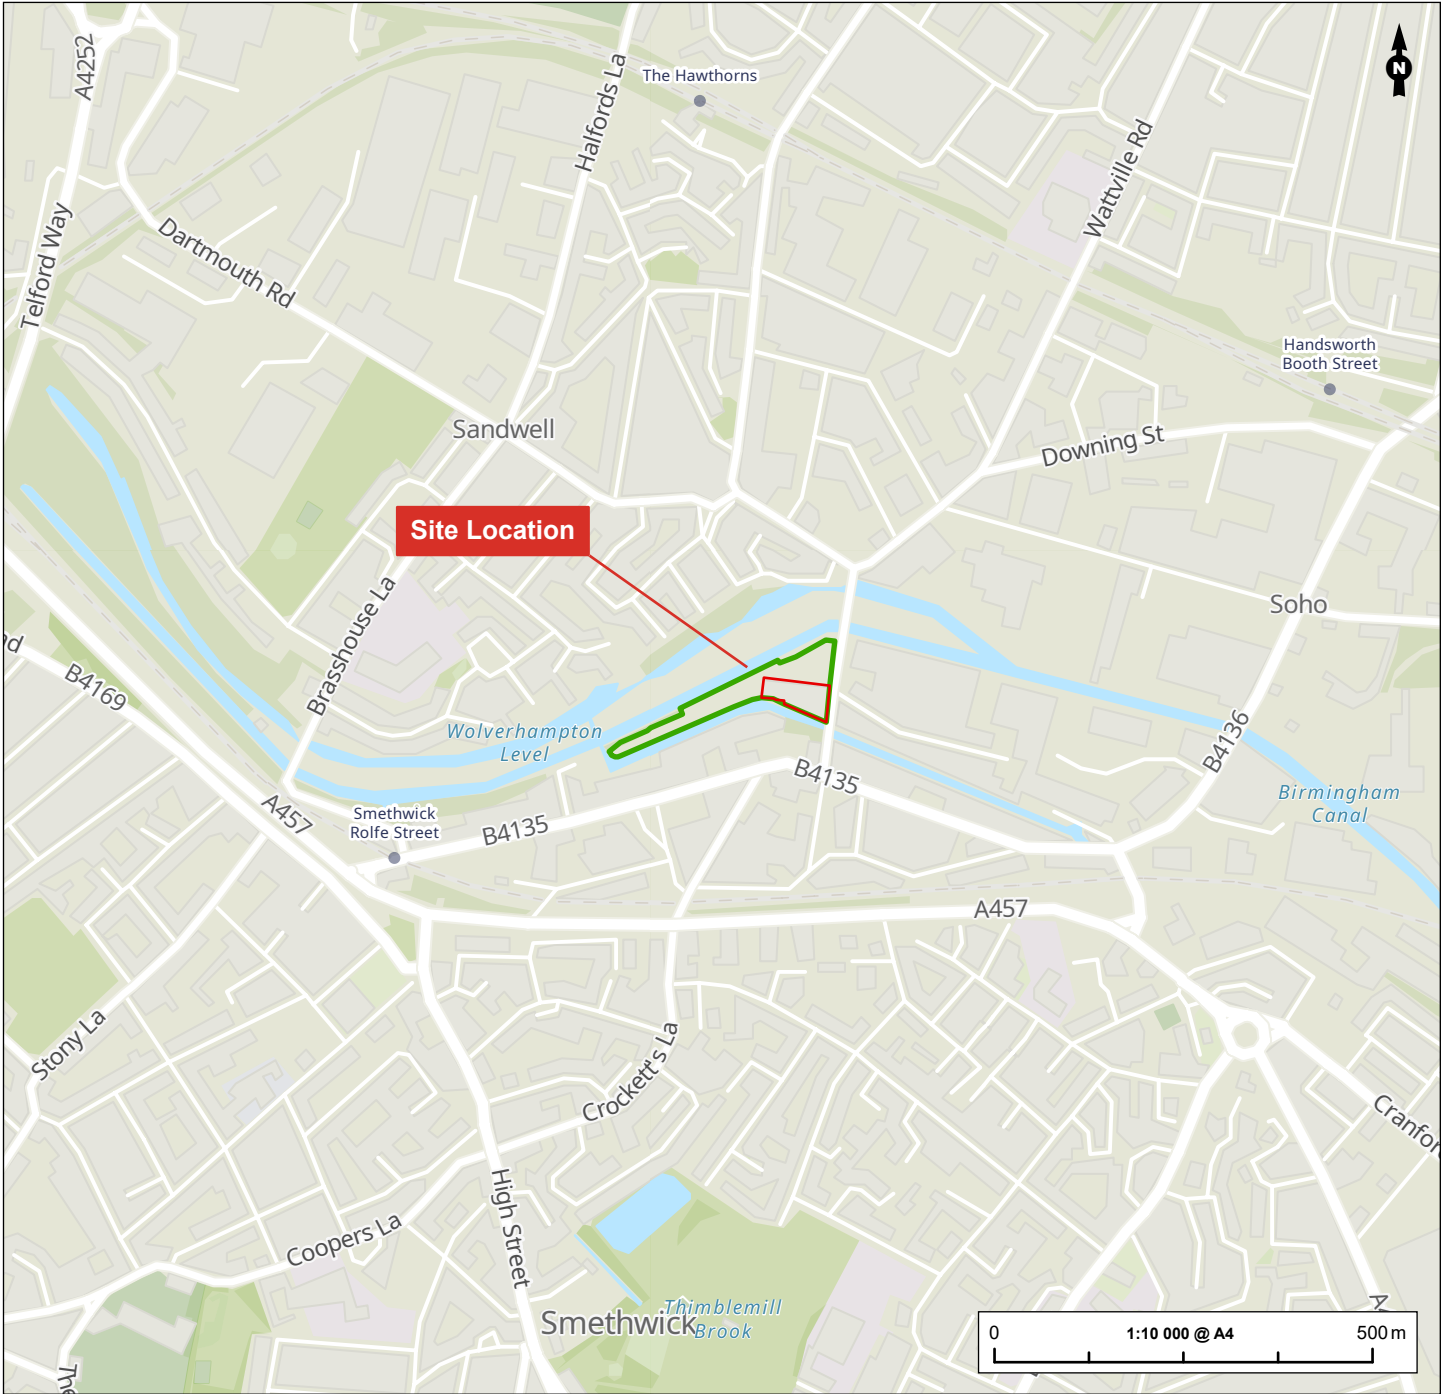 A4252
Halfords La
The Hawthorns
N
Wattville Rd
Telford Way
Dartmouth Rd
Handsworth
Booth Street
Sandwell
Downing St
Site Location
Brasshouse La
Soho
B4169
Wolverhampton
Level
B4136
B4135
Birmingham
Canal
A457
Smethwick
Rolfe Street
B4135
A457
Stony La
Crockett's La
Cranfor
High Street
Coopers La
Thimblemill
Brook
Smethwick
The
0
1:10 000 @ A4
500 m